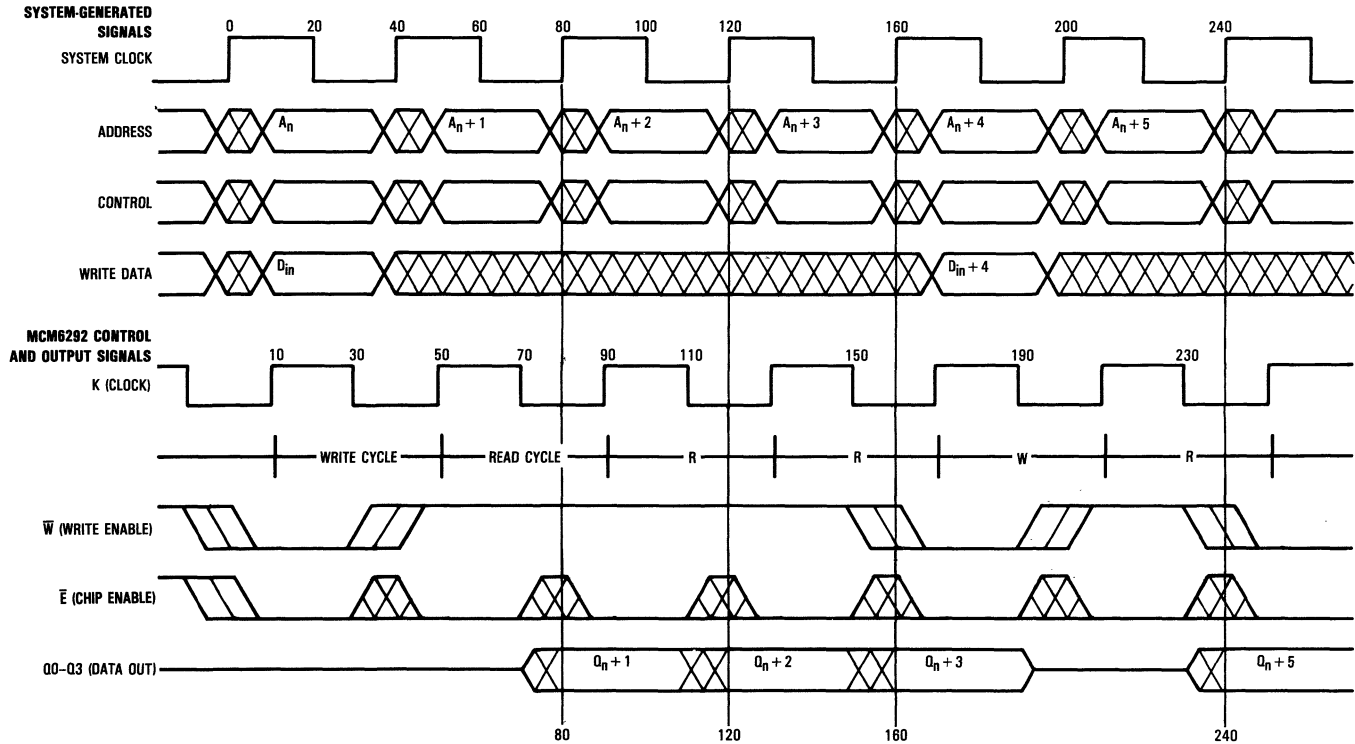 SYSTEM-GENERATED
SIGNALS
0 20 40 60 80 100 120 160 200 240
SYSTEM CLOCK
ADDRESS An An + 1 An + 2 An + 3 An + 4 An + 5
CONTROL
WRITE DATA Din Din + 4
MCM6292 CONTROL
AND OUTPUT SIGNALS
10 30 50 70 90 110 150 190 230
K (CLOCK)
WRITE CYCLE READ CYCLE R R W R
W̅ (WRITE ENABLE)
E̅ (CHIP ENABLE)
Q0–Q3 (DATA OUT) Qn + 1 Qn + 2 Qn + 3 Qn + 5
80 120 160 240